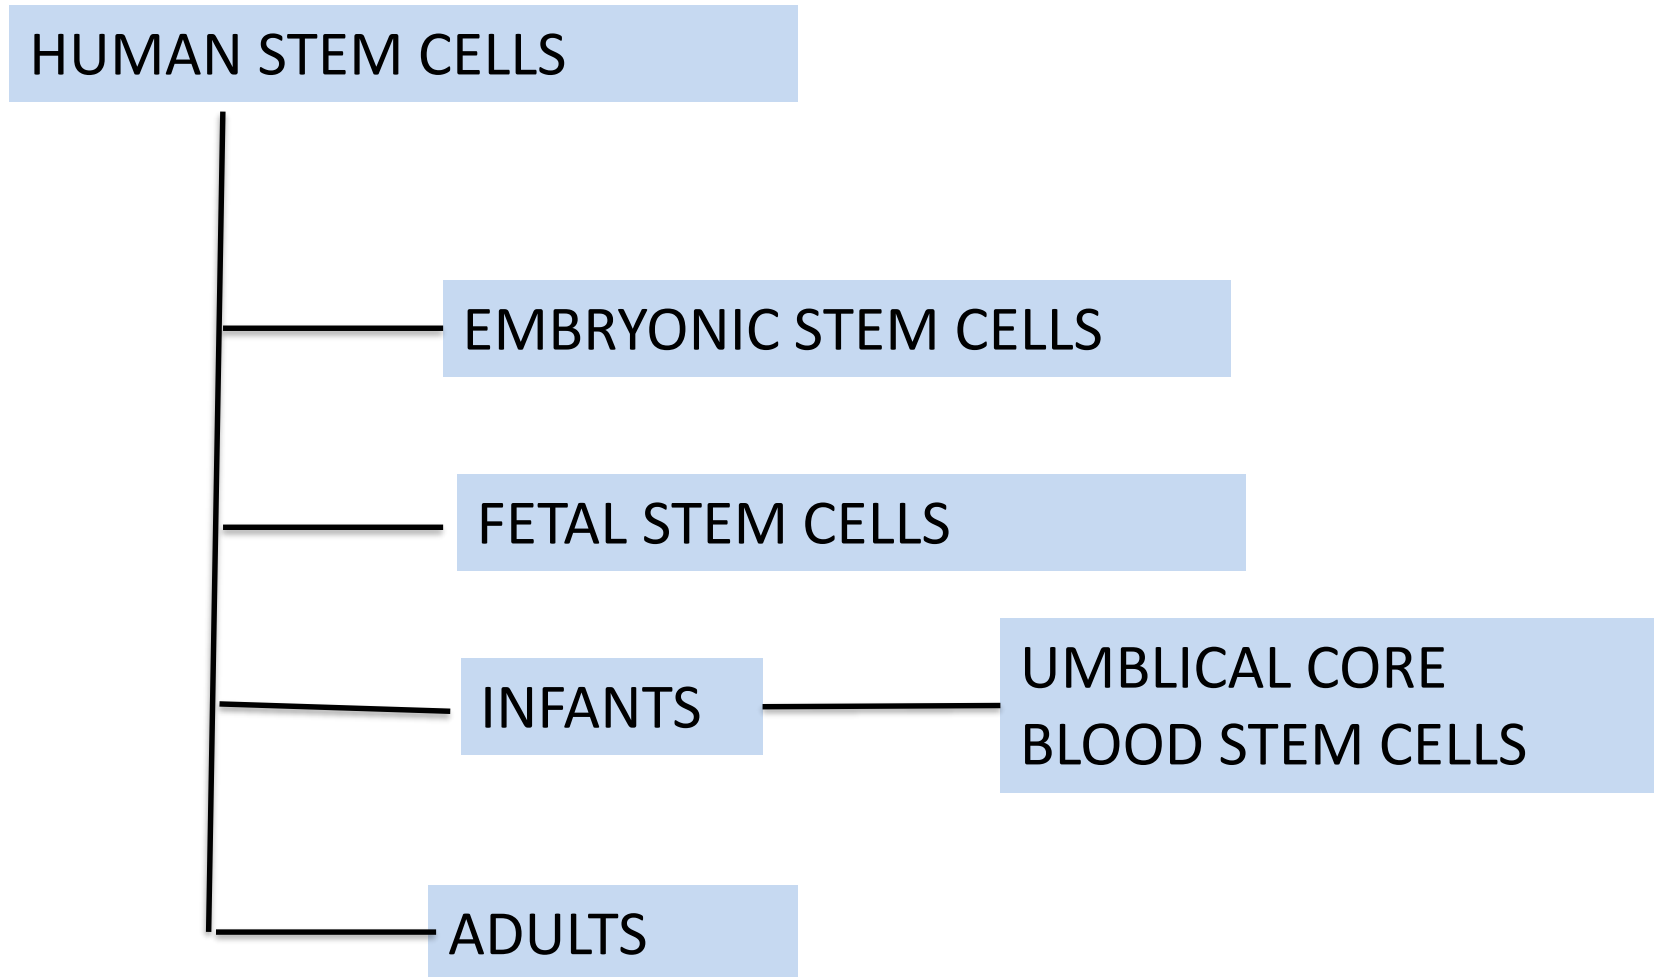 HUMAN STEM CELLS
EMBRYONIC STEM CELLS
FETAL STEM CELLS
INFANTS
UMBLICAL CORE
BLOOD STEM CELLS
ADULTS